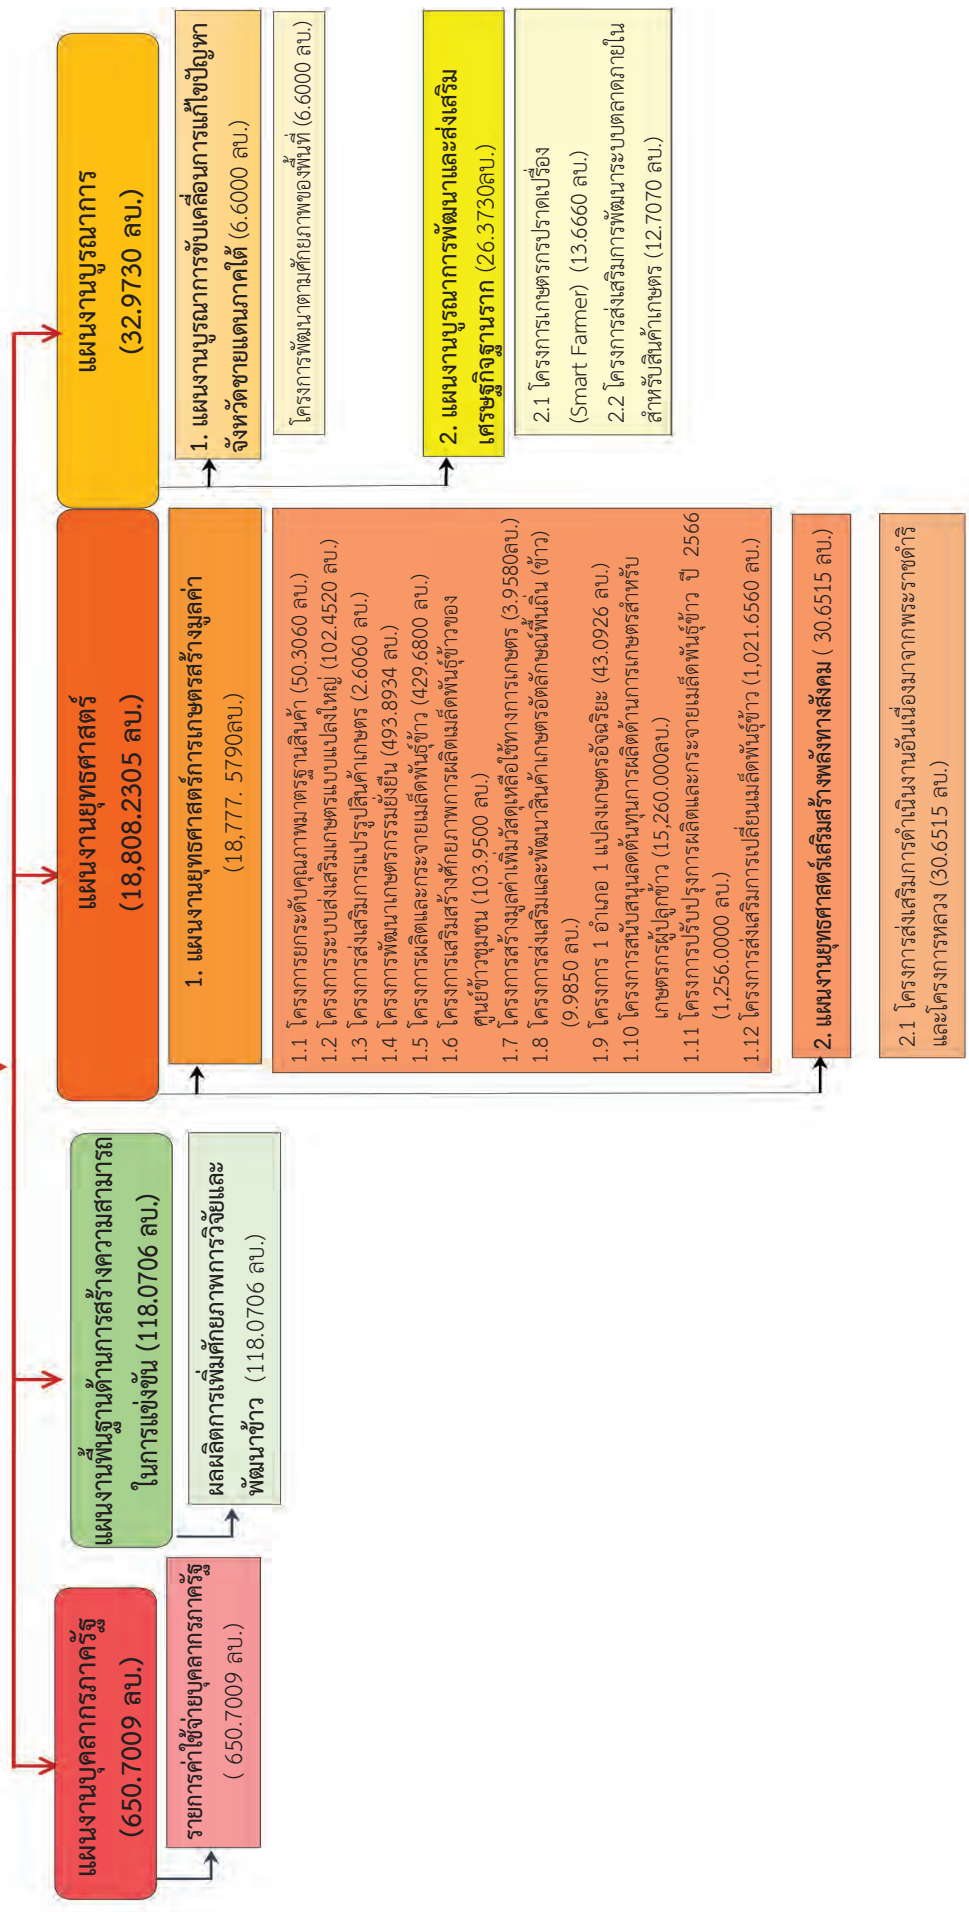 แผนงานบุคลากรภาครัฐ
(650.7009 ลบ.)
รายการค่าใช้จ่ายบุคลากรภาครัฐ
( 650.7009 ลบ.)
แผนงานพื้นฐานด้านการสร้างความสามารถ
ในการแข่งขัน (118.0706 ลบ.)
ผลผลิตการเพิ่มศักยภาพการวิจัยและ
พัฒนาข้าว (118.0706 ลบ.)
แผนงานยุทธศาสตร์
(18,808.2305 ลบ.)
1. แผนงานยุทธศาสตร์การเกษตรสร้างมูลค่า
(18,777. 5790ลบ.)
1.1 โครงการยกระดับคุณภาพมาตรฐานสินค้า (50.3060 ลบ.)
1.2 โครงการระบบส่งเสริมเกษตรแบบแปลงใหญ่ (102.4520 ลบ.)
1.3 โครงการส่งเสริมการแปรรูปสินค้าเกษตร (2.6060 ลบ.)
1.4 โครงการพัฒนาเกษตรกรรมยั่งยืน (493.8934 ลบ.)
1.5 โครงการผลิตและกระจายเมล็ดพันธุ์ข้าว (429.6800 ลบ.)
1.6 โครงการเสริมสร้างศักยภาพการผลิตเมล็ดพันธุ์ข้าวของ
ศูนย์ข้าวชุมชน (103.9500 ลบ.)
1.7 โครงการสร้างมูลค่าเพิ่มวัสดุเหลือใช้ทางการเกษตร (3.9580ลบ.)
1.8 โครงการส่งเสริมและพัฒนาสินค้าเกษตรอัตลักษณ์พื้นถิ่น (ข้าว)
(9.9850 ลบ.)
1.9 โครงการ 1 อำเภอ 1 แปลงเกษตรอัจฉริยะ (43.0926 ลบ.)
1.10 โครงการสนับสนุนลดต้นทุนการผลิตด้านการเกษตรสำหรับ
เกษตรกรผู้ปลูกข้าว (15,260.000ลบ.)
1.11 โครงการปรับปรุงการผลิตและกระจายเมล็ดพันธุ์ข้าว ปี 2566
(1,256.0000 ลบ.)
1.12 โครงการส่งเสริมการเปลี่ยนเมล็ดพันธุ์ข้าว (1,021.6560 ลบ.)
2. แผนงานยุทธศาสตร์เสริมสร้างพลังทางสังคม ( 30.6515 ลบ.)
2.1 โครงการส่งเสริมการดำเนินงานอันเนื่องมาจากพระราชดำริ
และโครงการหลวง (30.6515 ลบ.)
แผนงานบูรณาการ
(32.9730 ลบ.)
1. แผนงานบูรณาการขับเคลื่อนการแก้ไขปัญหา
จังหวัดชายแดนภาคใต้ (6.6000 ลบ.)
โครงการพัฒนาตามศักยภาพของพื้นที่ (6.6000 ลบ.)
2. แผนงานบูรณาการพัฒนาและส่งเสริม
เศรษฐกิจฐานราก (26.3730ลบ.)
2.1 โครงการเกษตรกรปราดเปรื่อง
(Smart Farmer) (13.6660 ลบ.)
2.2 โครงการส่งเสริมการพัฒนาระบบตลาดภายใน
สำหรับสินค้าเกษตร (12.7070 ลบ.)